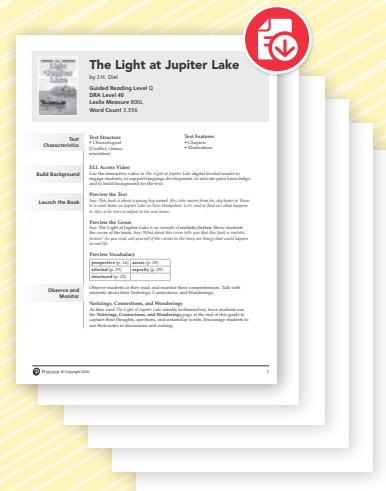 The Light
at Jupiter
Lake
The Light at Jupiter Lake
by J.H. Diel
Guided Reading Level Q
DRA Level 40
Lexile Measure 800L
Word Count 3,356
Text
Characteristics
Text Structure
• Chronological
(Conflict, climax,
resolution)
Text Features
• Chapters
• Illustrations
Build Background
ELL Access Video
Use the interactive video in The Light at Jupiter Lake digital leveled reader to
engage students, to support language development, to activate prior knowledge,
and to build background for the text.
Launch the Book
Preview the Text
Say: This book is about a young boy named Alex who moves from his city home in Texas
to a rural home on Jupiter Lake in New Hampshire. Let's read to find out what happens
to Alex as he tries to adjust to his new home.
Preview the Genre
Say: The Light at Jupiter Lake is an example of realistic fiction. Show students
the cover of the book. Say: What about this cover tells you that this book is realistic
fiction? As you read, ask yourself if the events in the story are things that could happen
in real life.
Preview Vocabulary
perspective (p. 16) access (p. 28)
selected (p. 19) expertly (p. 29)
structured (p. 25)
Observe and
Monitor
Observe students as they read, and monitor their comprehension. Talk with
students about their Noticings, Connections, and Wonderings.
Noticings, Connections, and Wonderings
As they read The Light at Jupiter Lake silently to themselves, have students use
the Noticings, Connections, and Wonderings page at the end of this guide to
capture their thoughts, questions, and unfamiliar words. Encourage students to
use their notes in discussions and writing.
Pearson © Copyright 2020
1